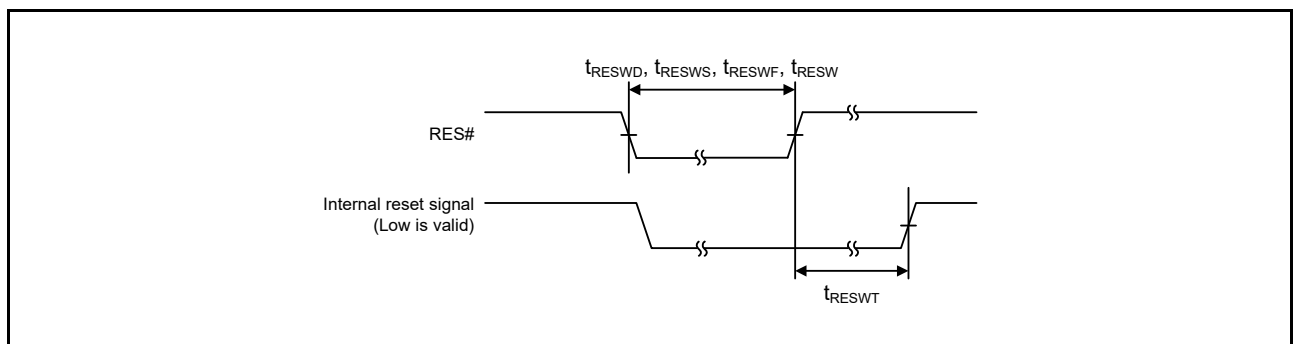 tRESWD, tRESWS, tRESWF, tRESW
RES#
Internal reset signal
(Low is valid)
tRESWT